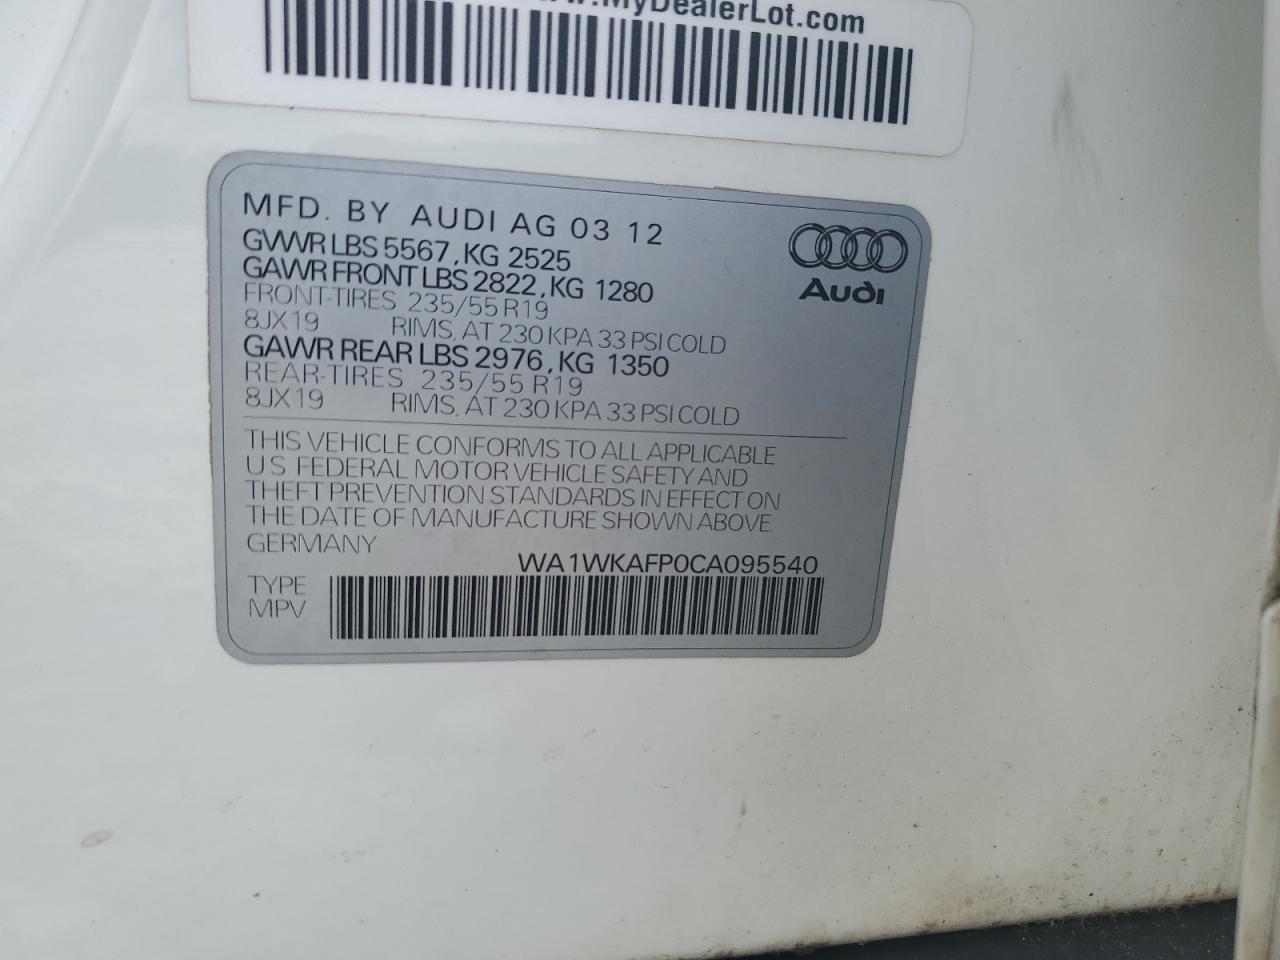 MyDealerLot.com
MFD. BY AUDI AG 03 12
GVWR LBS 5567, KG 2525
GAWR FRONT LBS 2822, KG 1280
FRONT-TIRES 235/55 R19
8JX19 RIMS, AT 230 KPA 33 PSI COLD
GAWR REAR LBS 2976, KG 1350
REAR-TIRES 235/55 R19
8JX19 RIMS, AT 230 KPA 33 PSI COLD
Audi
THIS VEHICLE CONFORMS TO ALL APPLICABLE
U.S. FEDERAL MOTOR VEHICLE SAFETY AND
THEFT PREVENTION STANDARDS IN EFFECT ON
THE DATE OF MANUFACTURE SHOWN ABOVE.
GERMANY WA1WKAFP0CA095540
TYPE
MPV